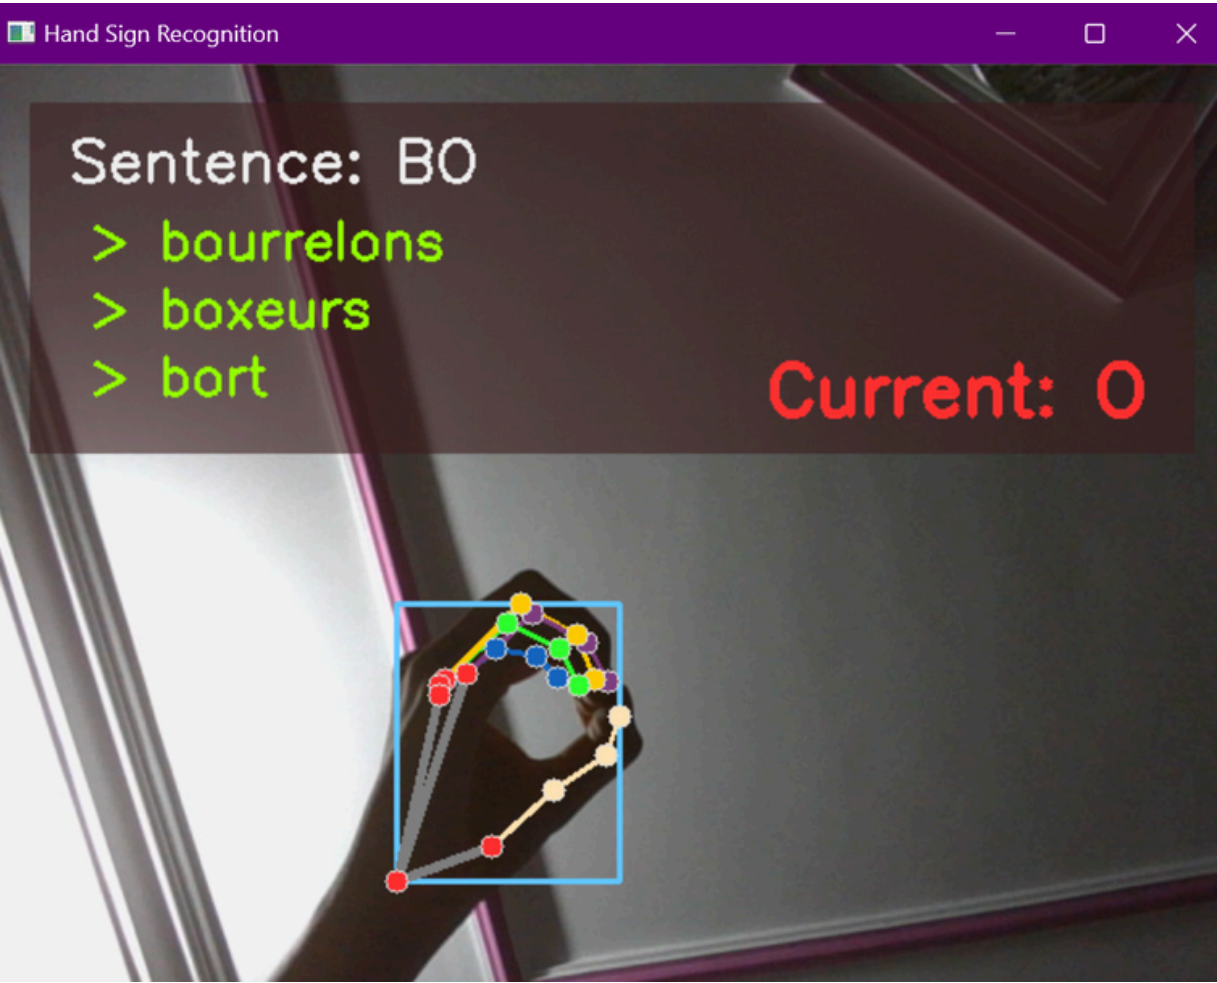 Hand Sign Recognition
Sentence: BO
> bourrelons
> boxeurs
> bort
Current: O